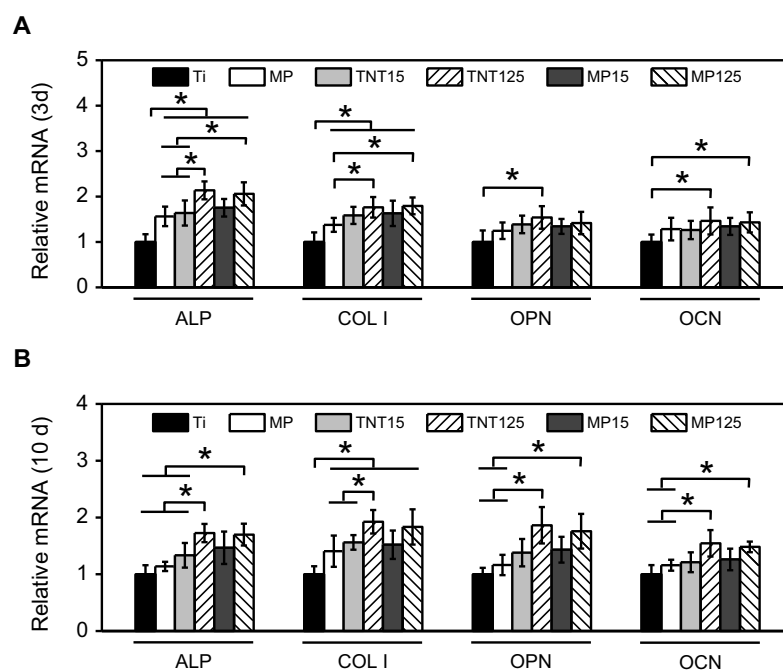 A
Relative mRNA (3d)
5
4
3
2
1
0
Ti MP TNT15 TNT125 MP15 MP125
* * * * * * * * *
ALP COL I OPN OCN
B
Relative mRNA (10 d)
4
3
2
1
0
Ti MP TNT15 TNT125 MP15 MP125
* * * * * * * *
ALP COL I OPN OCN